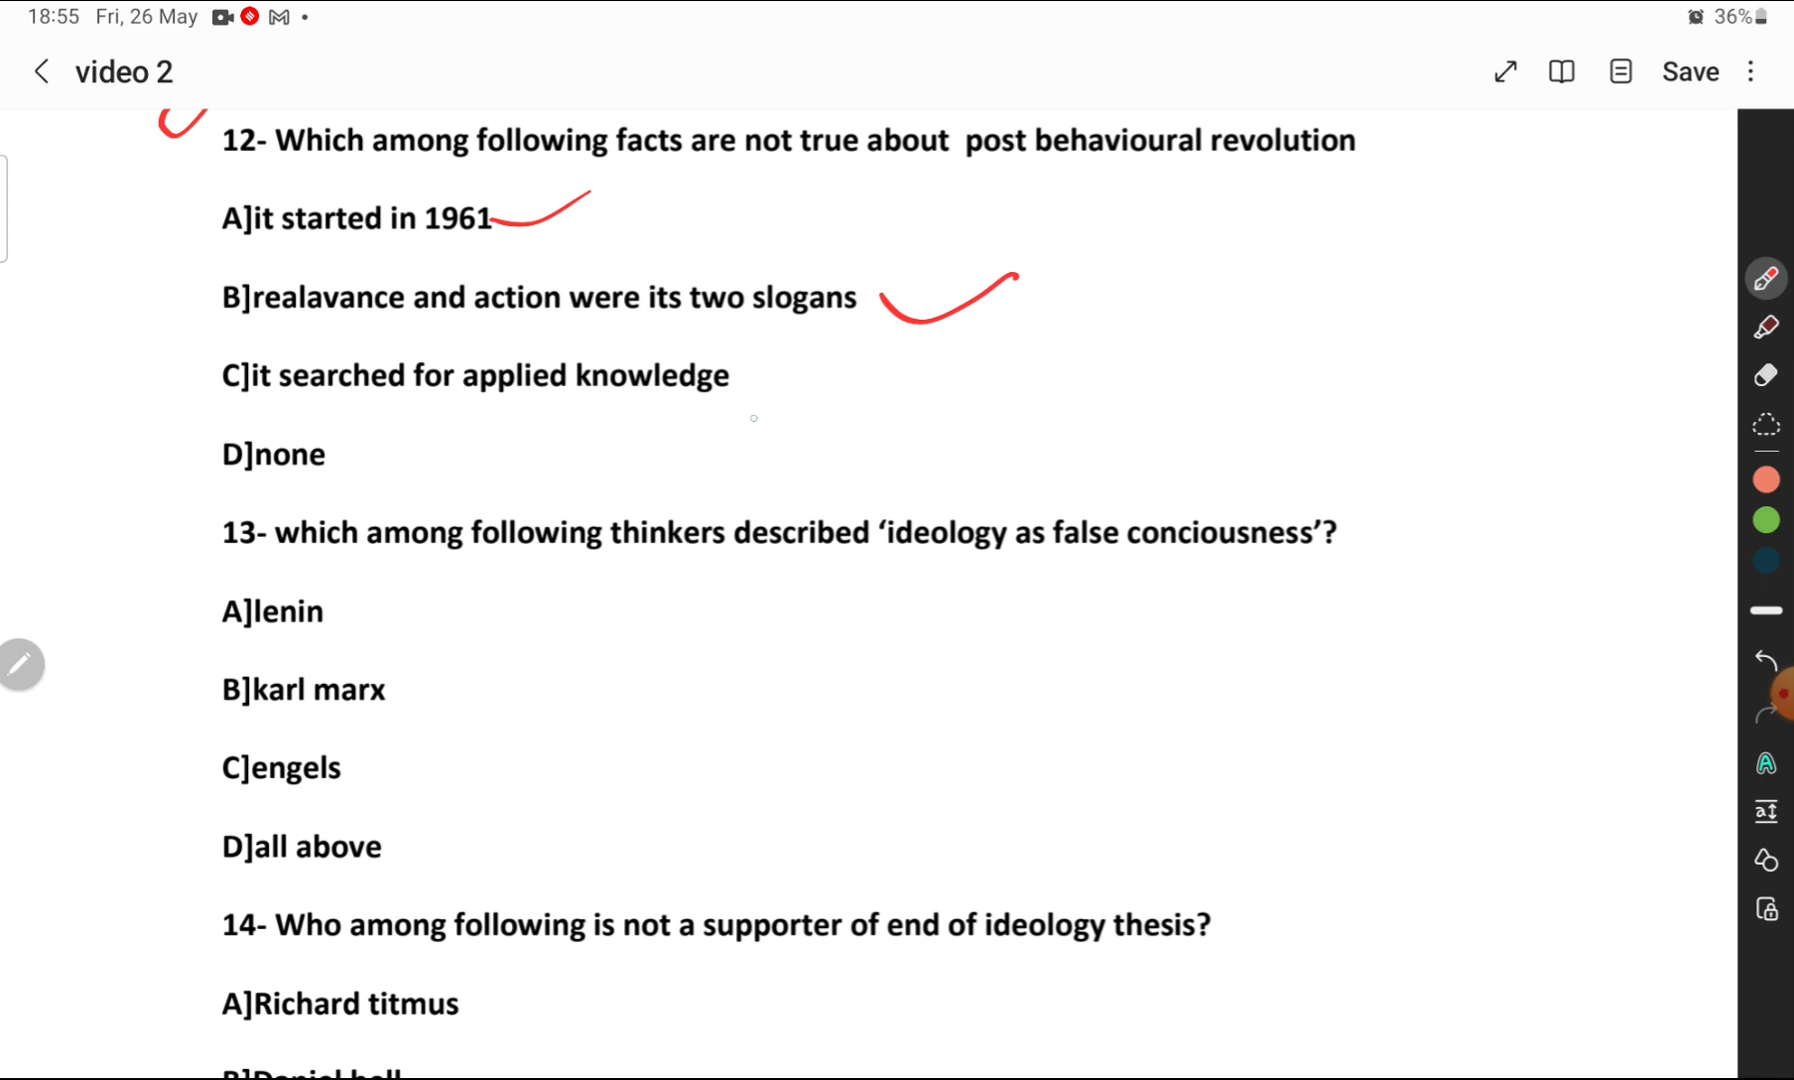 18:55 Fri, 26 May
36%
video 2
Save
12- Which among following facts are not true about post behavioural revolution
A]it started in 1961
B]realavance and action were its two slogans
C]it searched for applied knowledge
D]none
13- which among following thinkers described ‘ideology as false conciousness’?
A]lenin
B]karl marx
C]engels
D]all above
14- Who among following is not a supporter of end of ideology thesis?
A]Richard titmus
B]Daniel bell